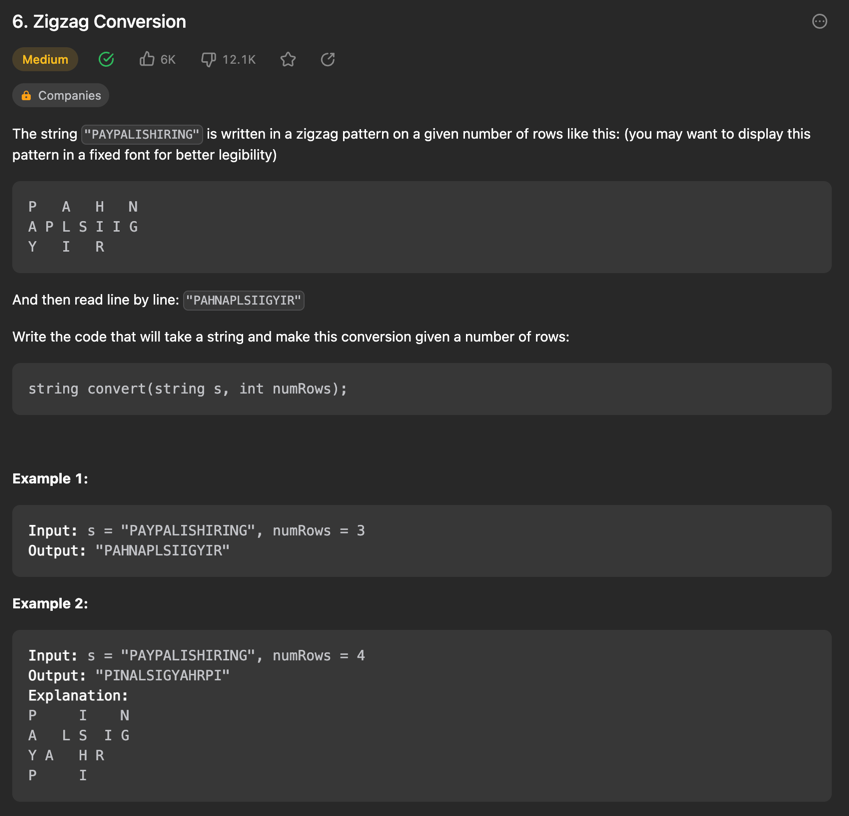 6. Zigzag Conversion
Medium 6K 12.1K
Companies
The string "PAYPALISHIRING" is written in a zigzag pattern on a given number of rows like this: (you may want to display this
pattern in a fixed font for better legibility)
P   A   H   N
A P L S I I G
Y   I   R
And then read line by line: "PAHNAPLSIIGYIR"
Write the code that will take a string and make this conversion given a number of rows:
string convert(string s, int numRows);
Example 1:
Input: s = "PAYPALISHIRING", numRows = 3
Output: "PAHNAPLSIIGYIR"
Example 2:
Input: s = "PAYPALISHIRING", numRows = 4
Output: "PINALSIGYAHRPI"
Explanation:
P     I    N
A   L S  I G
Y A   H R
P     I